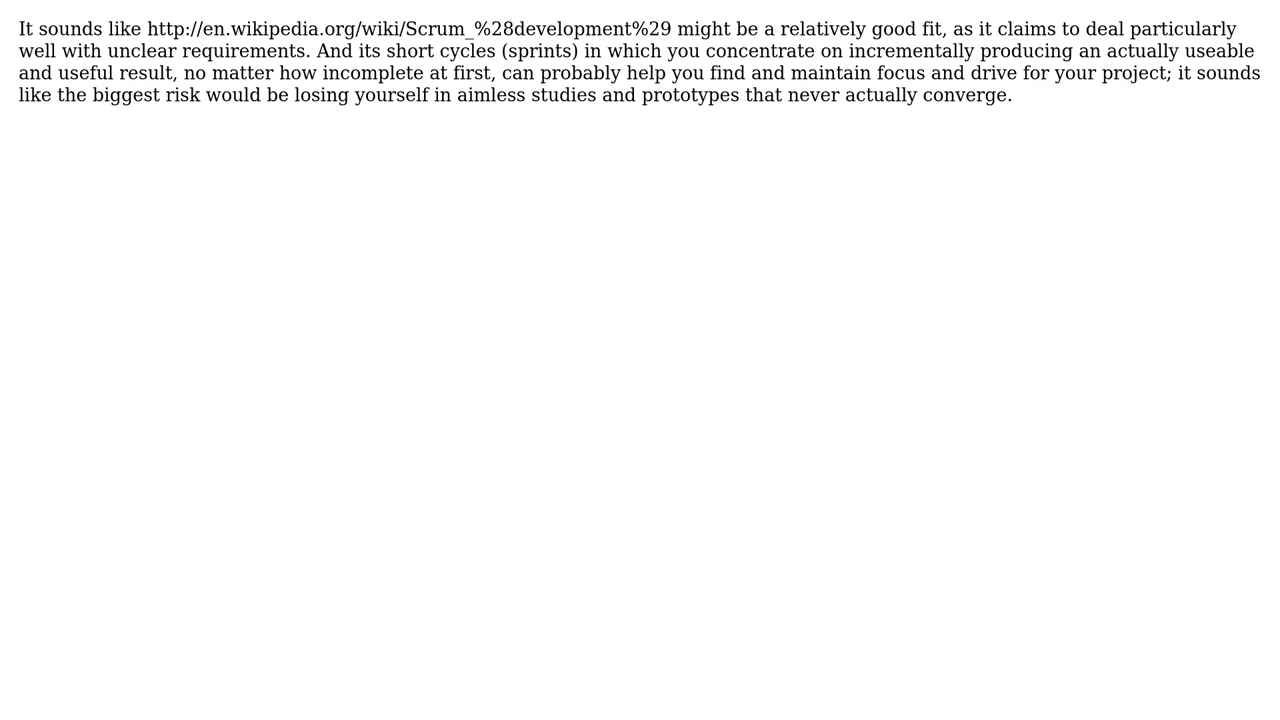 It sounds like http://en.wikipedia.org/wiki/Scrum_%28development%29 might be a relatively good fit, as it claims to deal particularly
well with unclear requirements. And its short cycles (sprints) in which you concentrate on incrementally producing an actually useable
and useful result, no matter how incomplete at first, can probably help you find and maintain focus and drive for your project; it sounds
like the biggest risk would be losing yourself in aimless studies and prototypes that never actually converge.